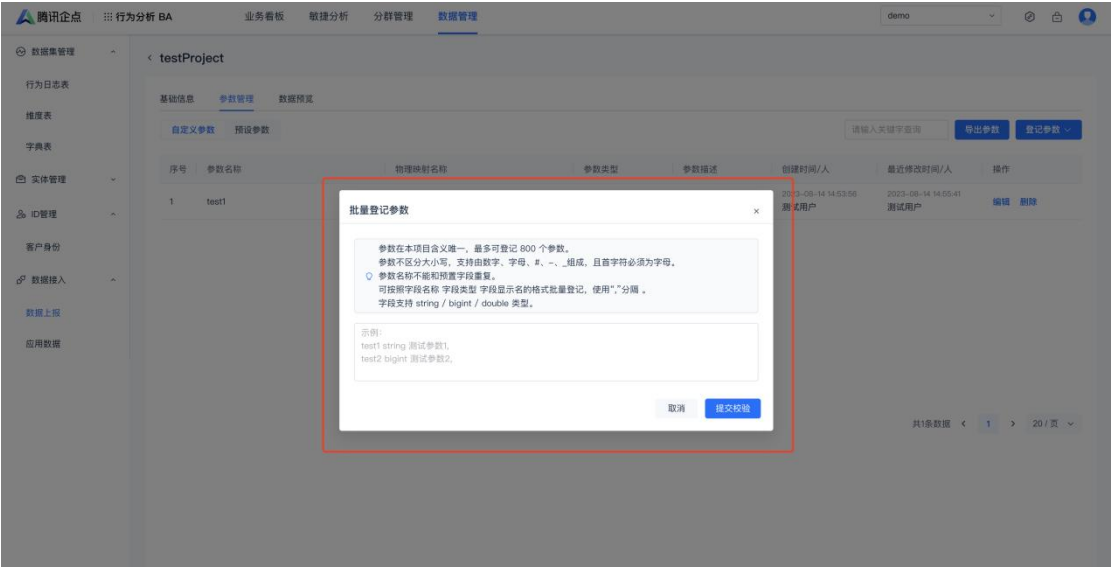 腾讯企点 行为分析 BA 业务看板 敏捷分析 分群管理 数据管理 demo
数据集管理
行为日志表
维度表
字典表
实体管理
ID管理
客户身份
数据接入
数据上报
应用数据
testProject
基础信息 参数管理 数据预览
自定义参数 预设参数 请输入关键字查询 导出参数 登记参数
序号 参数名称 物理映射名称 参数类型 参数描述 创建时间/人 最近修改时间/人 操作
1 test1 2023-09-14 14:53:56 2023-09-14 14:55:41 编辑 删除
测试用户 测试用户
批量登记参数 ×
参数在本项目含义唯一，最多可登记 800 个参数。
参数不区分大小写，支持由数字、字母、#、-、_组成，且首字符必须为字母。
参数名称不能和预置字段重复。
可按照字段名称 字段类型 字段显示名的格式批量登记，使用“,”分隔 。
字段支持 string / bigint / double 类型。
示例：
test1 string 测试参数1,
test2 bigint 测试参数2,
取消 提交校验
共1条数据 < 1 > 20 / 页